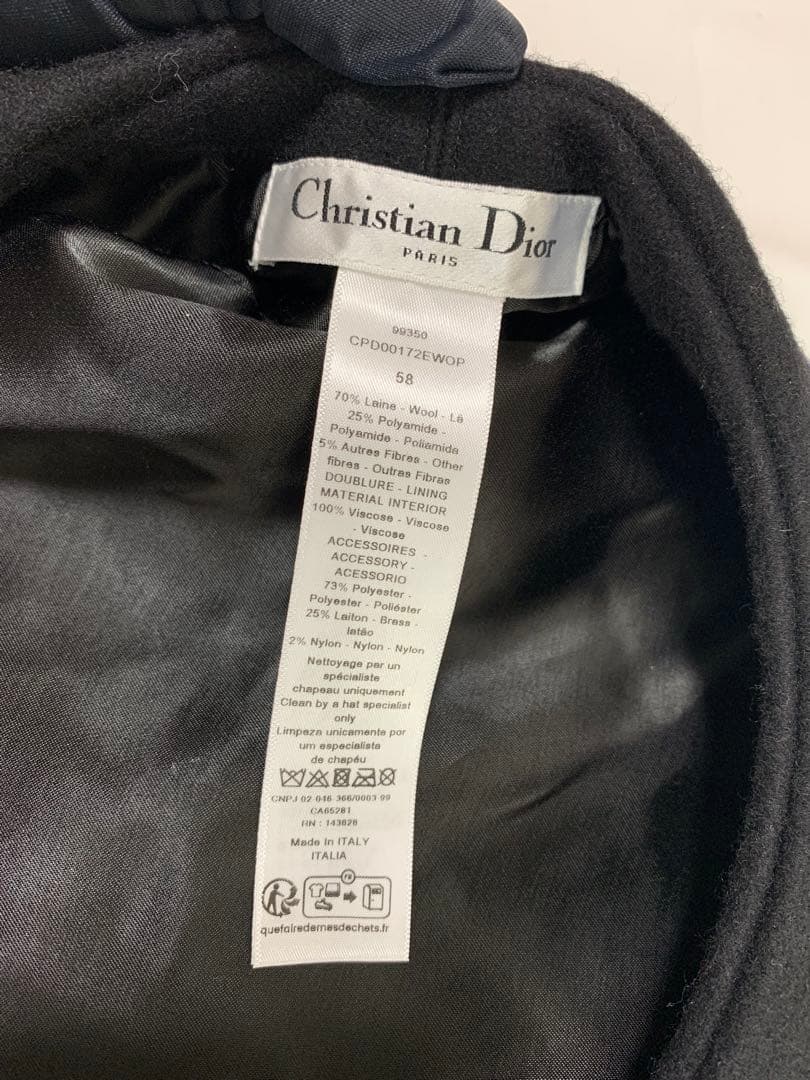 Christian Dior
PARIS
99350
CPD00172EWOP
58
70% Laine - Wool - Lã
25% Polyamide -
Polyamide - Poliamida
5% Autres Fibres - Other
fibres - Outras Fibras
DOUBLURE - LINING
MATERIAL INTERIOR
100% Viscose - Viscose
- Viscose
ACCESSOIRES -
ACCESSORY -
ACESSORIO
73% Polyester -
Polyester - Poliéster
25% Laiton - Brass -
latão
2% Nylon - Nylon - Nylon
Nettoyage par un
spécialiste
chapeau uniquement
Clean by a hat specialist
only
Limpeza unicamente por
um especialista
de chapéu
CNPJ 02 046 366/0003-99
CA65281
RN : 143628
Made In ITALY
ITALIA
FR
quefairedemesdechets.fr